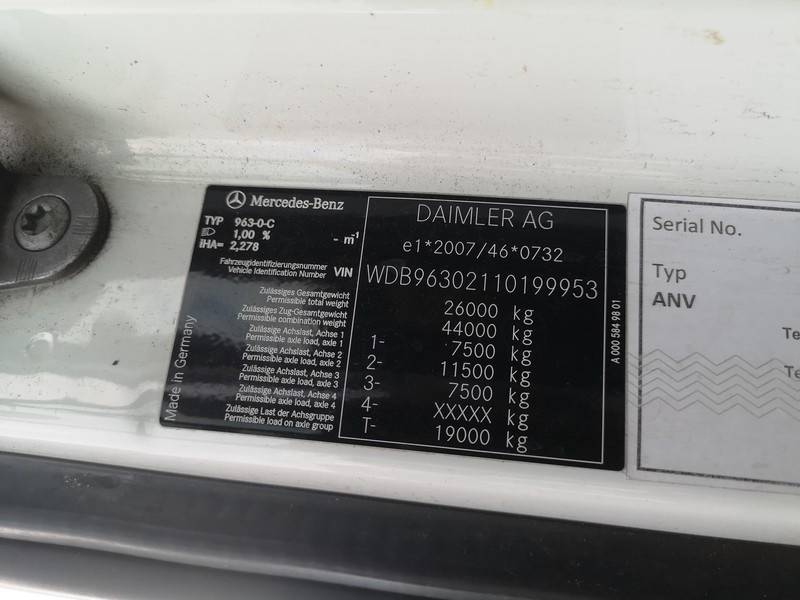 Mercedes-Benz
TYP 963-0-C
1,00 % - m⁻¹
iHA= 2,278
Fahrzeugidentifizierungsnummer
Vehicle Identification Number VIN
Zulässiges Gesamtgewicht
Permissible total weight
Zulässiges Zug-Gesamtgewicht
Permissible combination weight
Zulässige Achslast, Achse 1
Permissible axle load, axle 1
Zulässige Achslast, Achse 2
Permissible axle load, axle 2
Zulässige Achslast, Achse 3
Permissible axle load, axle 3
Zulässige Achslast, Achse 4
Permissible axle load, axle 4
Zulässige Last der Achsgruppe
Permissible load on axle group
Made in Germany
DAIMLER AG
e1*2007/46*0732
WDB96302110199953
26000 kg
44000 kg
1- 7500 kg
2- 11500 kg
3- 7500 kg
4- XXXXX kg
T- 19000 kg
A 000 584 98 01
Serial No.
Typ
ANV
Te
Te